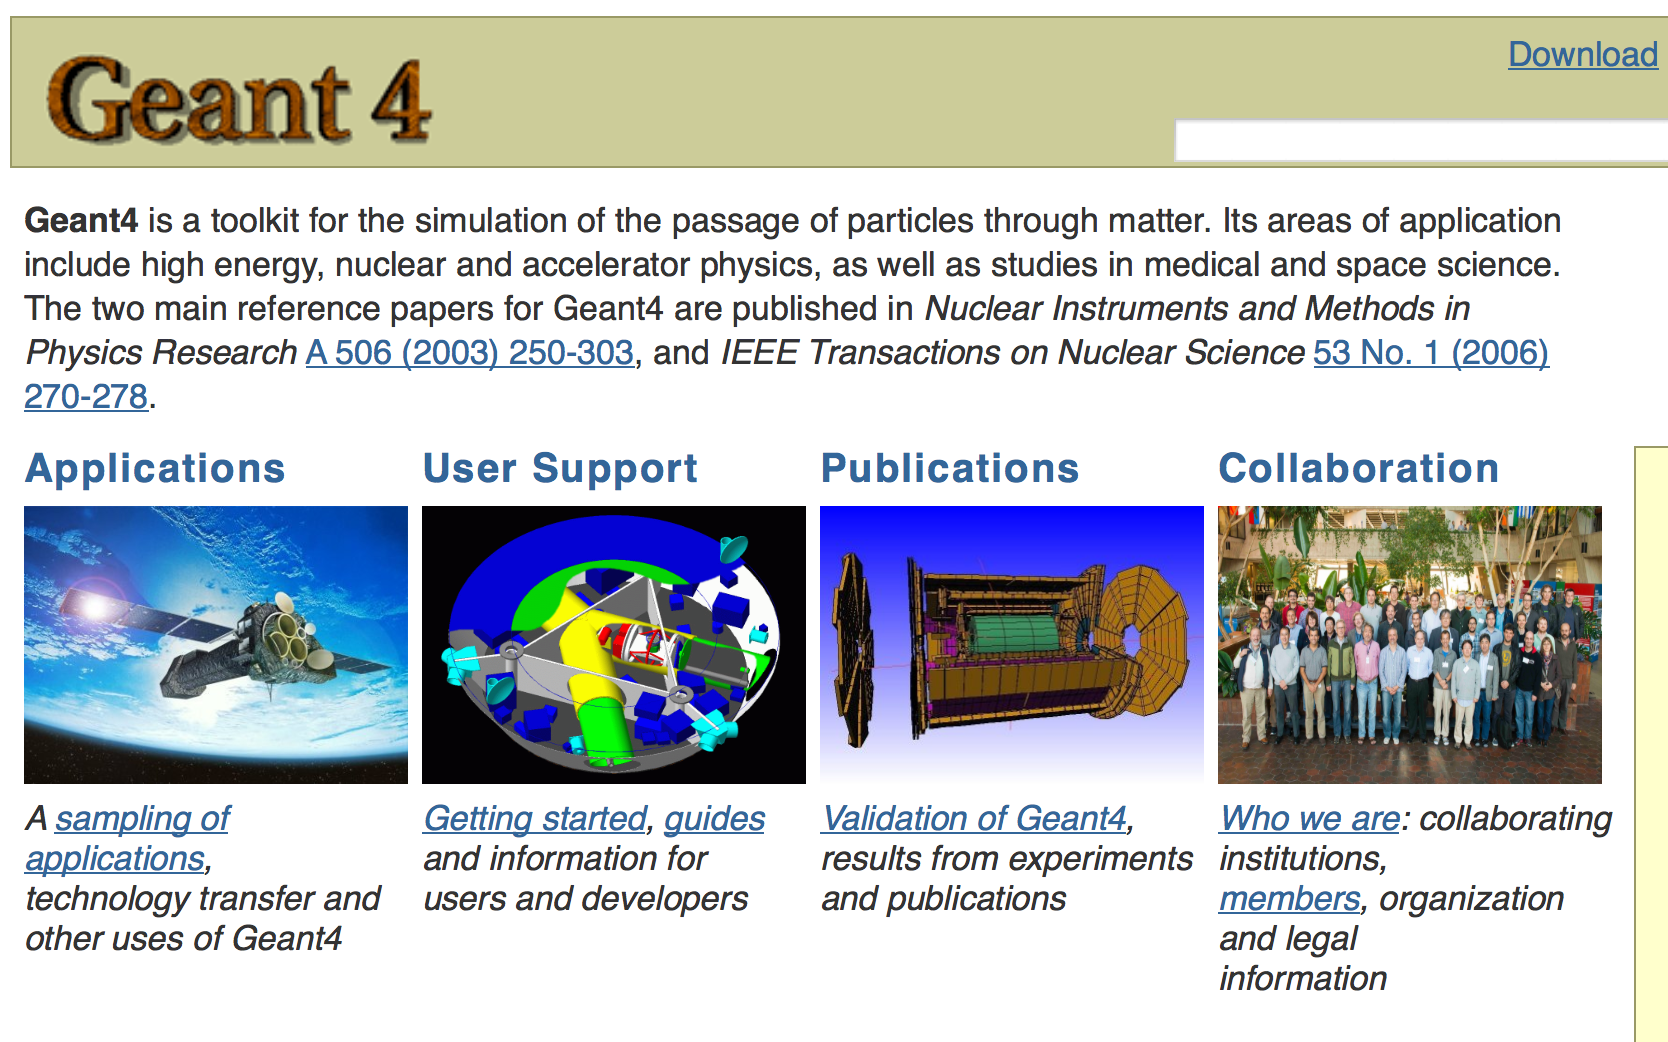 Geant 4
Download
Geant4 is a toolkit for the simulation of the passage of particles through matter. Its areas of application
include high energy, nuclear and accelerator physics, as well as studies in medical and space science.
The two main reference papers for Geant4 are published in Nuclear Instruments and Methods in
Physics Research A 506 (2003) 250-303, and IEEE Transactions on Nuclear Science 53 No. 1 (2006)
270-278.
Applications
A sampling of
applications,
technology transfer and
other uses of Geant4
User Support
Getting started, guides
and information for
users and developers
Publications
Validation of Geant4,
results from experiments
and publications
Collaboration
Who we are: collaborating
institutions,
members, organization
and legal
information